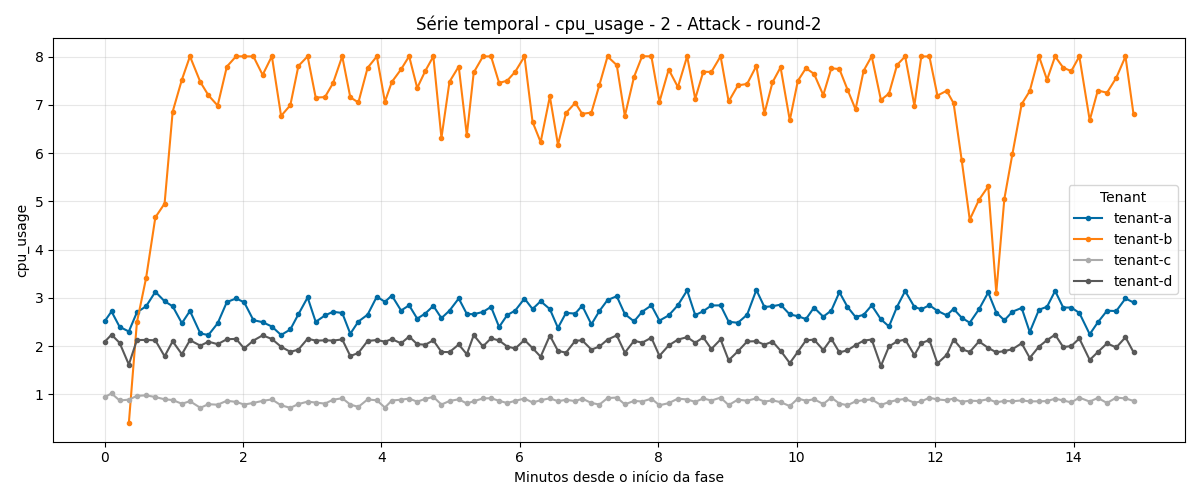 Série temporal - cpu_usage - 2 - Attack - round-2
cpu_usage
8
7
6
5
4
3
2
1
Tenant
tenant-a
tenant-b
tenant-c
tenant-d
0 2 4 6 8 10 12 14
Minutos desde o início da fase